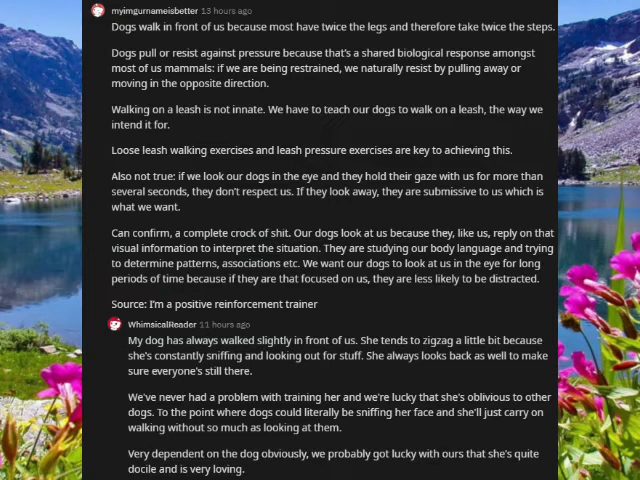 myimgurnameisbetter 13 hours ago
Dogs walk in front of us because most have twice the legs and therefore take twice the steps.
Dogs pull or resist against pressure because that's a shared biological response amongst
most of us mammals: if we are being restrained, we naturally resist by pulling away or
moving in the opposite direction.
Walking on a leash is not innate. We have to teach our dogs to walk on a leash, the way we
intend it for.
Loose leash walking exercises and leash pressure exercises are key to achieving this.
Also not true: if we look our dogs in the eye and they hold their gaze with us for more than
several seconds, they don't respect us. If they look away, they are submissive to us which is
what we want.
Can confirm, a complete crock of shit. Our dogs look at us because they, like us, reply on that
visual information to interpret the situation. They are studying our body language and trying
to determine patterns, associations etc. We want our dogs to look at us in the eye for long
periods of time because if they are that focused on us, they are less likely to be distracted.
Source: I'm a positive reinforcement trainer
WhimsicalReader 11 hours ago
My dog has always walked slightly in front of us. She tends to zigzag a little bit because
she's constantly sniffing and looking out for stuff. She always looks back as well to make
sure everyone's still there.
We've never had a problem with training her and we're lucky that she's oblivious to other
dogs. To the point where dogs could literally be sniffing her face and she'll just carry on
walking without so much as looking at them.
Very dependent on the dog obviously, we probably got lucky with ours that she's quite
docile and is very loving.